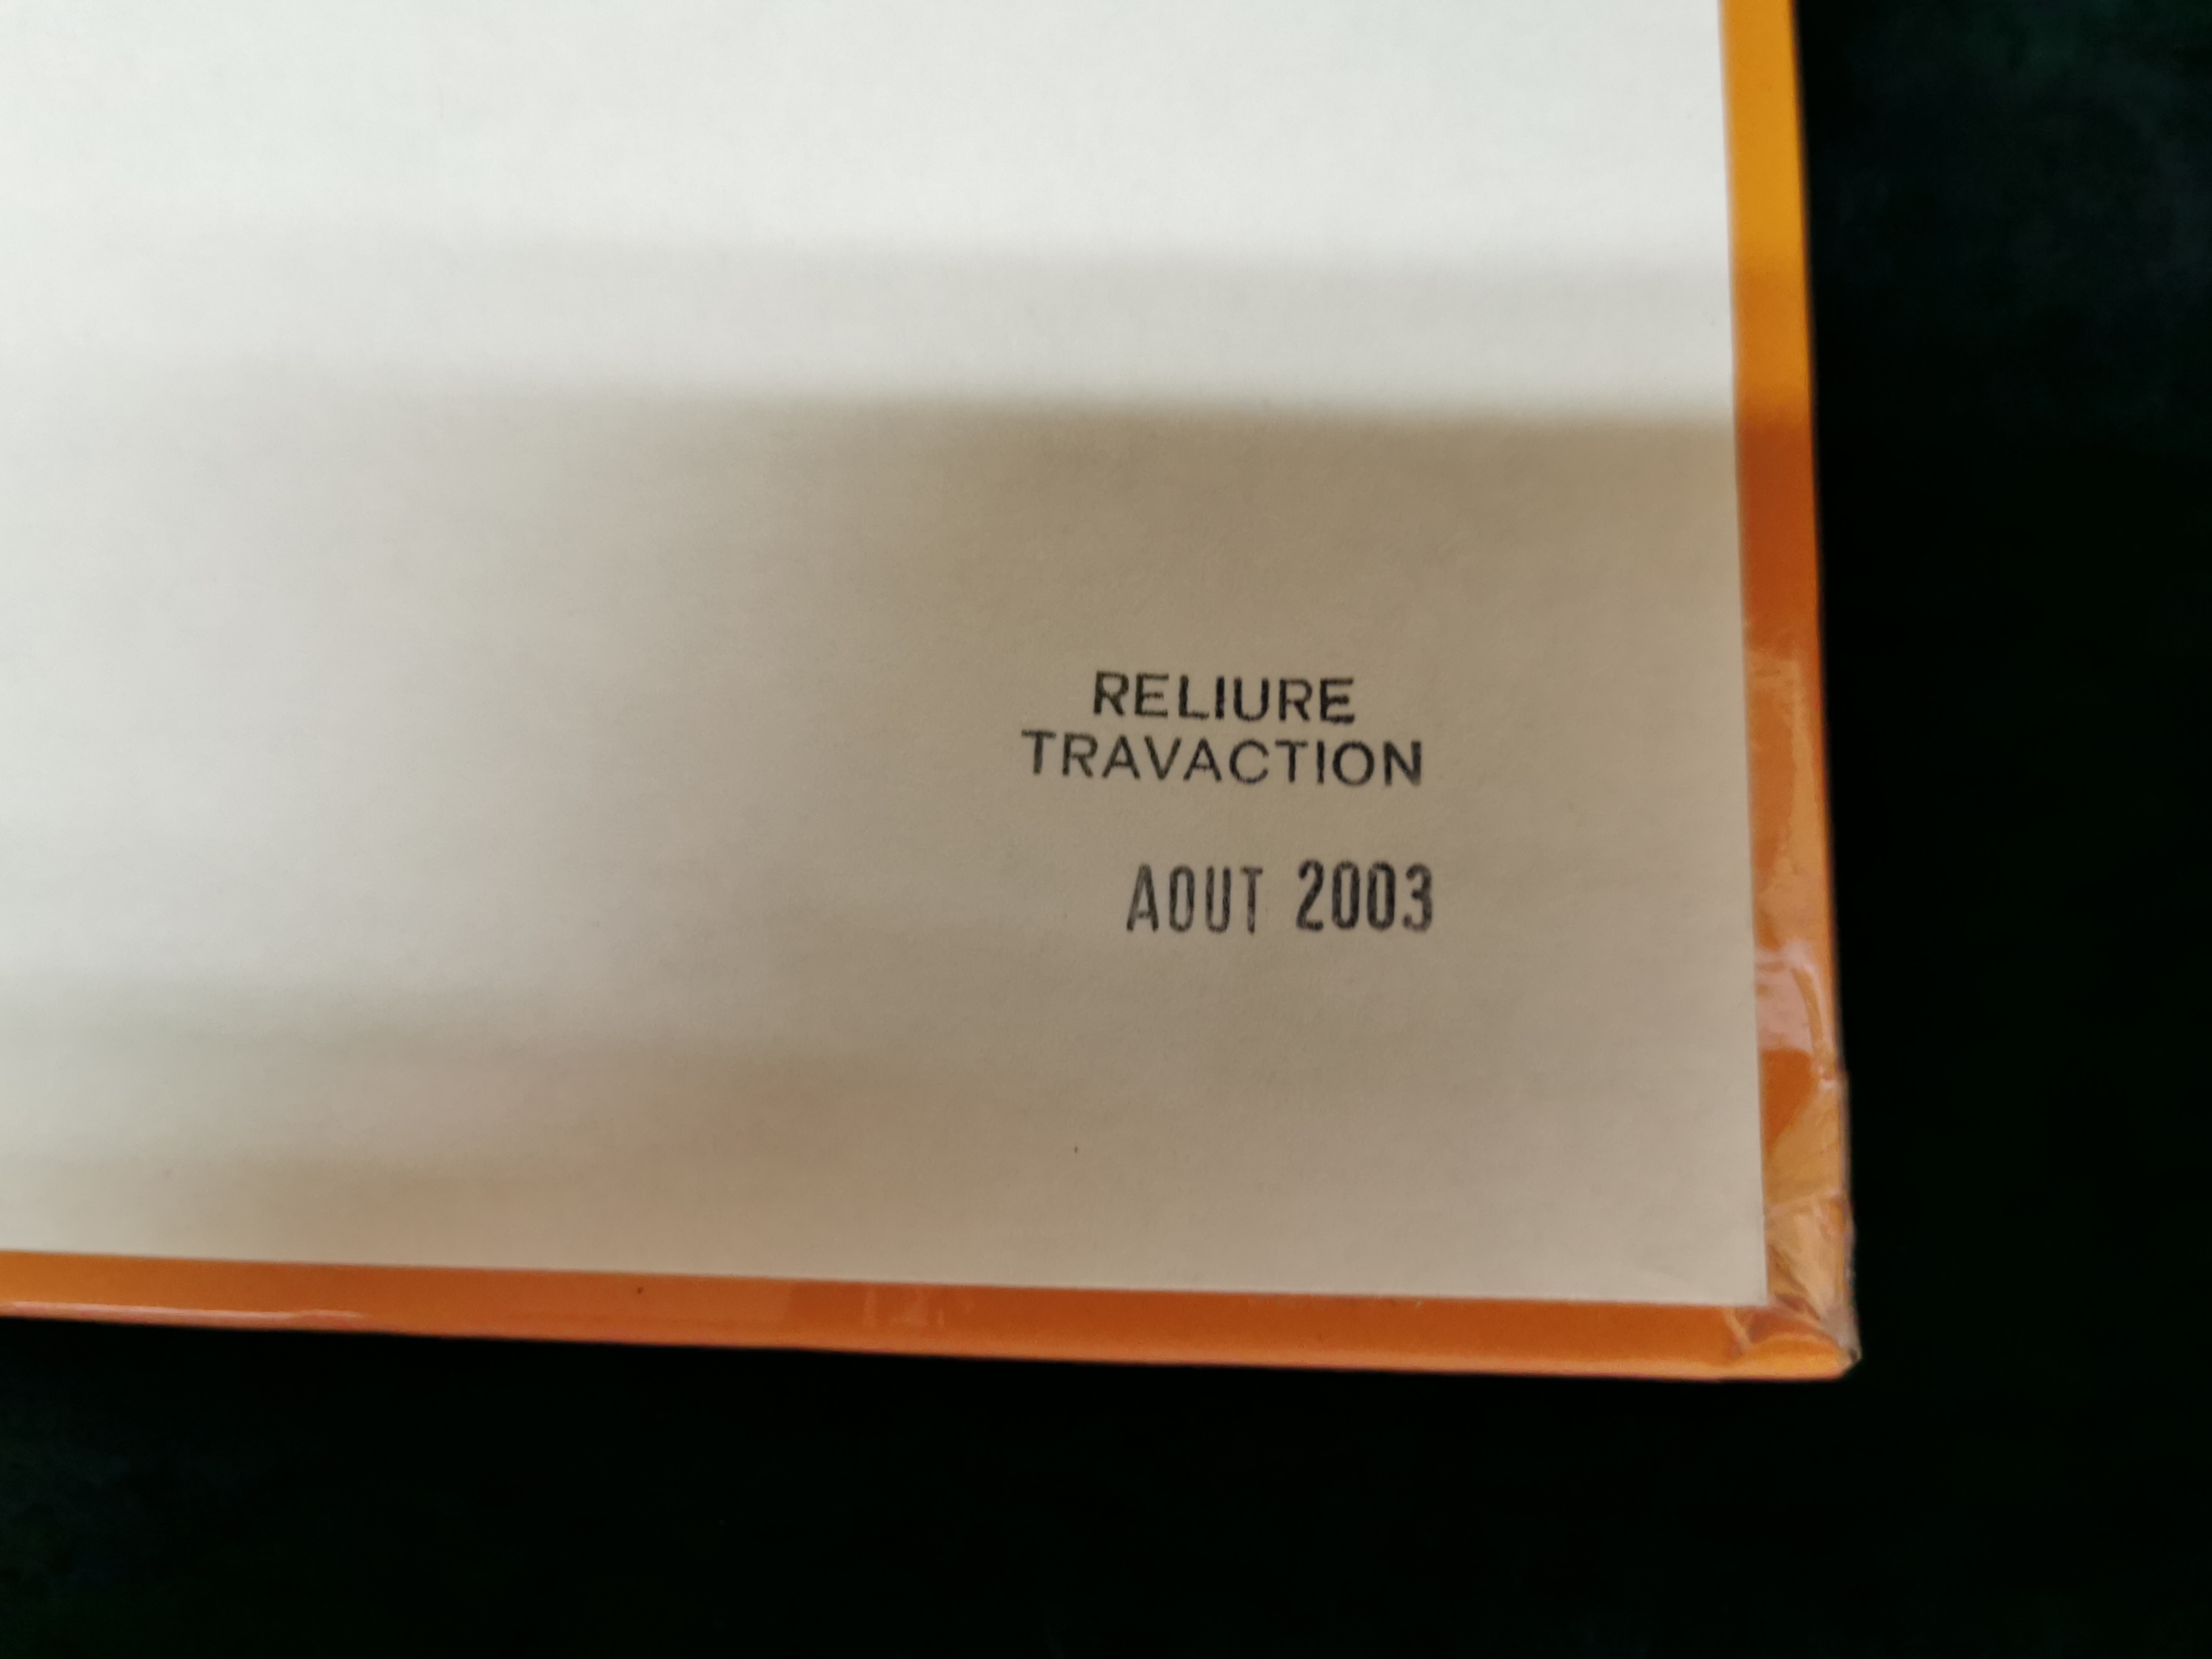 RELIURE
TRAVACTION
AOUT 2003